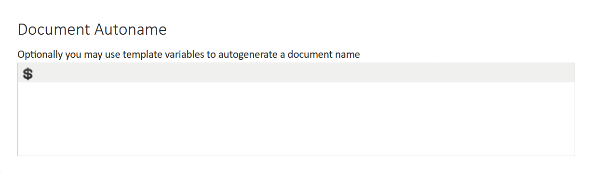 Document Autoname
Optionally you may use template variables to autogenerate a document name
$